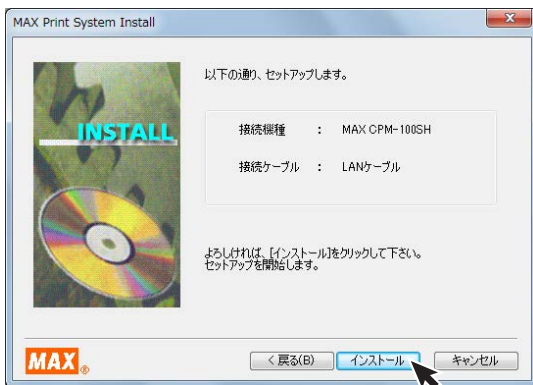 MAX Print System Install
以下の通り、セットアップします。
INSTALL
接続機種 : MAX CPM-100SH
接続ケーブル : LANケーブル
よろしければ、[インストール]をクリックして下さい。
セットアップを開始します。
MAX®
< 戻る(B) インストール キャンセル